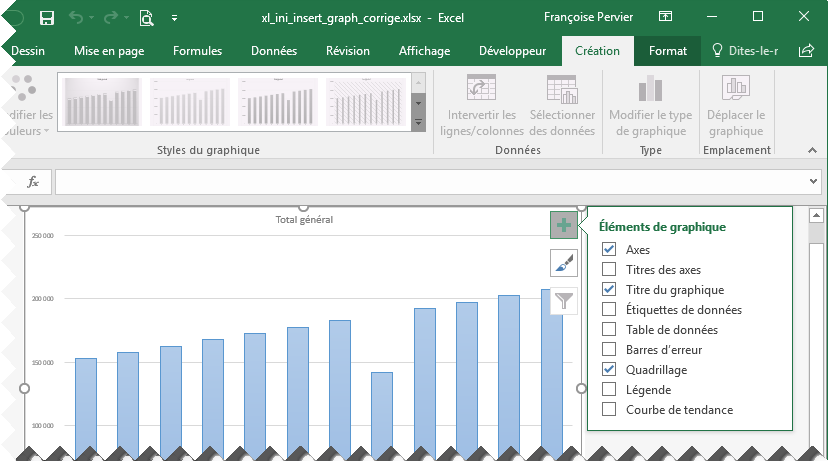 xl_ini_insert_graph_corrige.xlsx - Excel
Françoise Pervier
Dessin
Mise en page
Formules
Données
Révision
Affichage
Développeur
Création
Format
Dites-le-r
Intervertir les
lignes/colonnes
Sélectionner
des données
Modifier le type
de graphique
Déplacer le
graphique
Styles du graphique
Données
Type
Emplacement
fx
Total général
250 000
200 000
150 000
100 000
Éléments de graphique
Axes
Titres des axes
Titre du graphique
Étiquettes de données
Table de données
Barres d'erreur
Quadrillage
Légende
Courbe de tendance